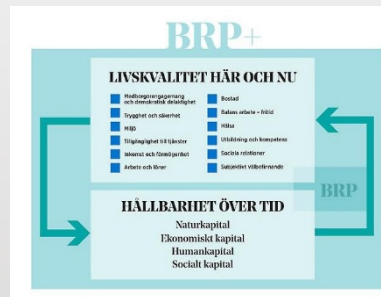 BRP+
LIVSKVALITET HÄR OCH NU
Medborgarengagemang
och demokratisk delaktighet
Trygghet och säkerhet
Miljö
Tillgänglighet till tjänster
Inkomst och förmögenhet
Arbete och löner
Bostad
Balans arbete – fritid
Hälsa
Utbildning och kompetens
Sociala relationer
Subjektivt välbefinnande
BRP
HÅLLBARHET ÖVER TID
Naturkapital
Ekonomiskt kapital
Humankapital
Socialt kapital